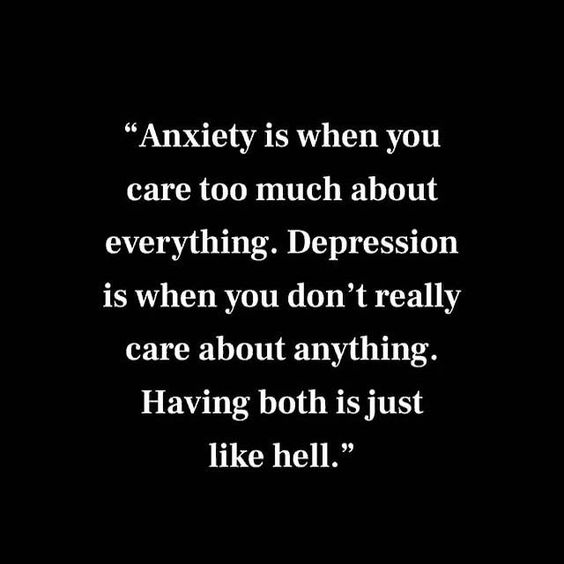 “Anxiety is when you
care too much about
everything. Depression
is when you don’t really
care about anything.
Having both is just
like hell.”